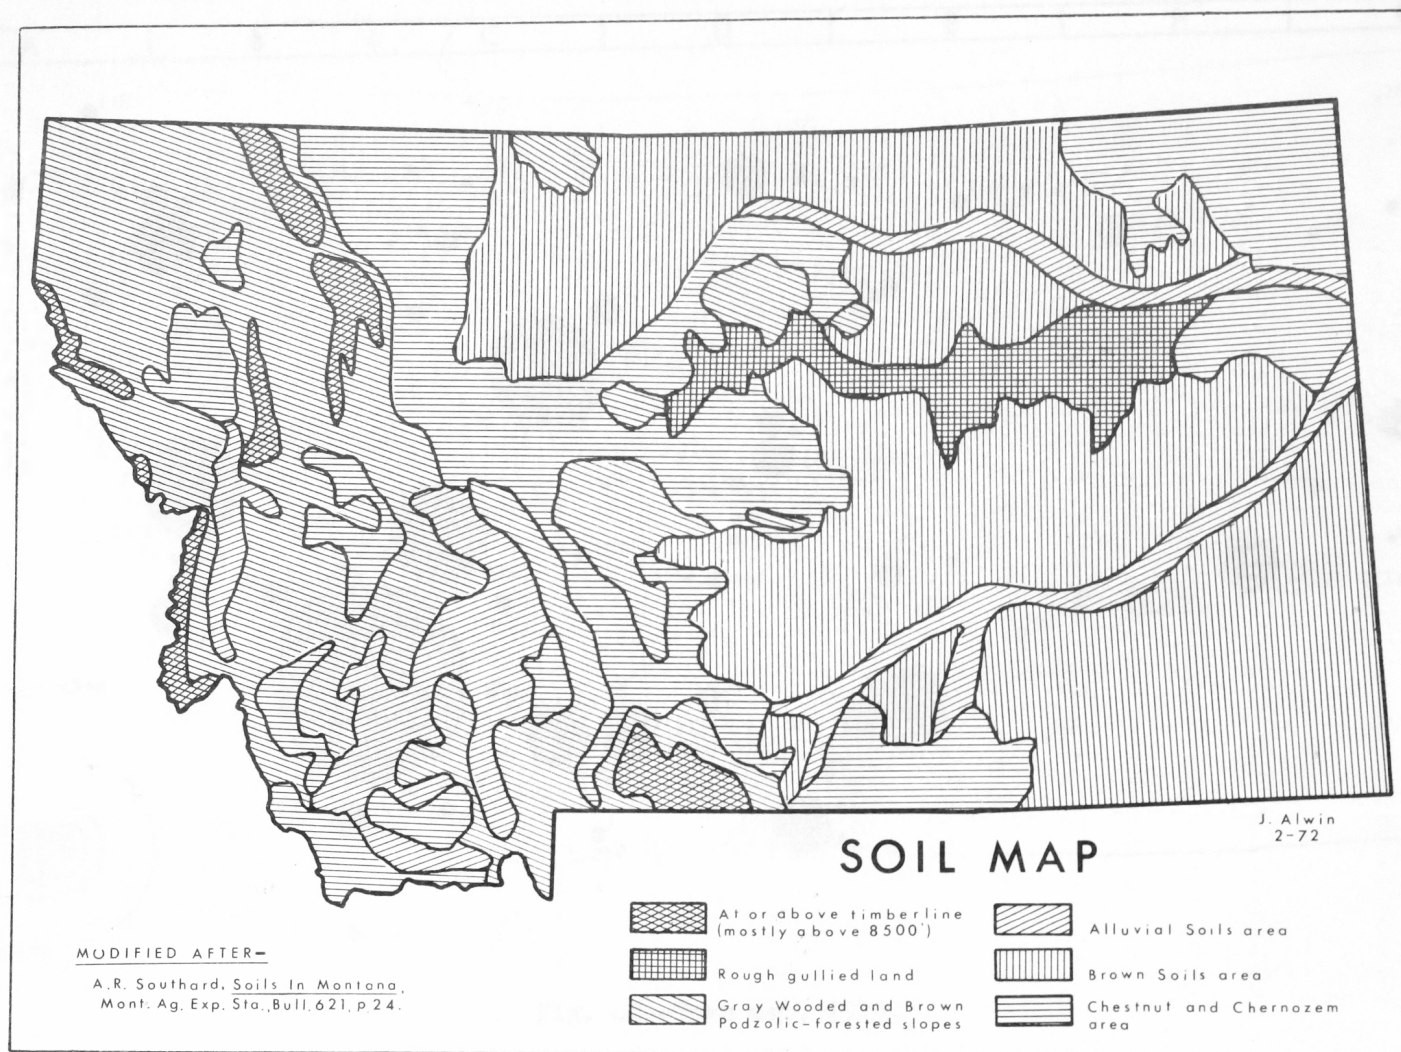 J. Alwin
2-72
SOIL MAP
At or above timberline
(mostly above 8500')
Rough gullied land
Gray Wooded and Brown
Podzolic-forested slopes
Alluvial Soils area
Brown Soils area
Chestnut and Chernozem
area
MODIFIED AFTER-
A.R. Southard, Soils In Montana,
Mont. Ag. Exp. Sta., Bull, 621, p.24.